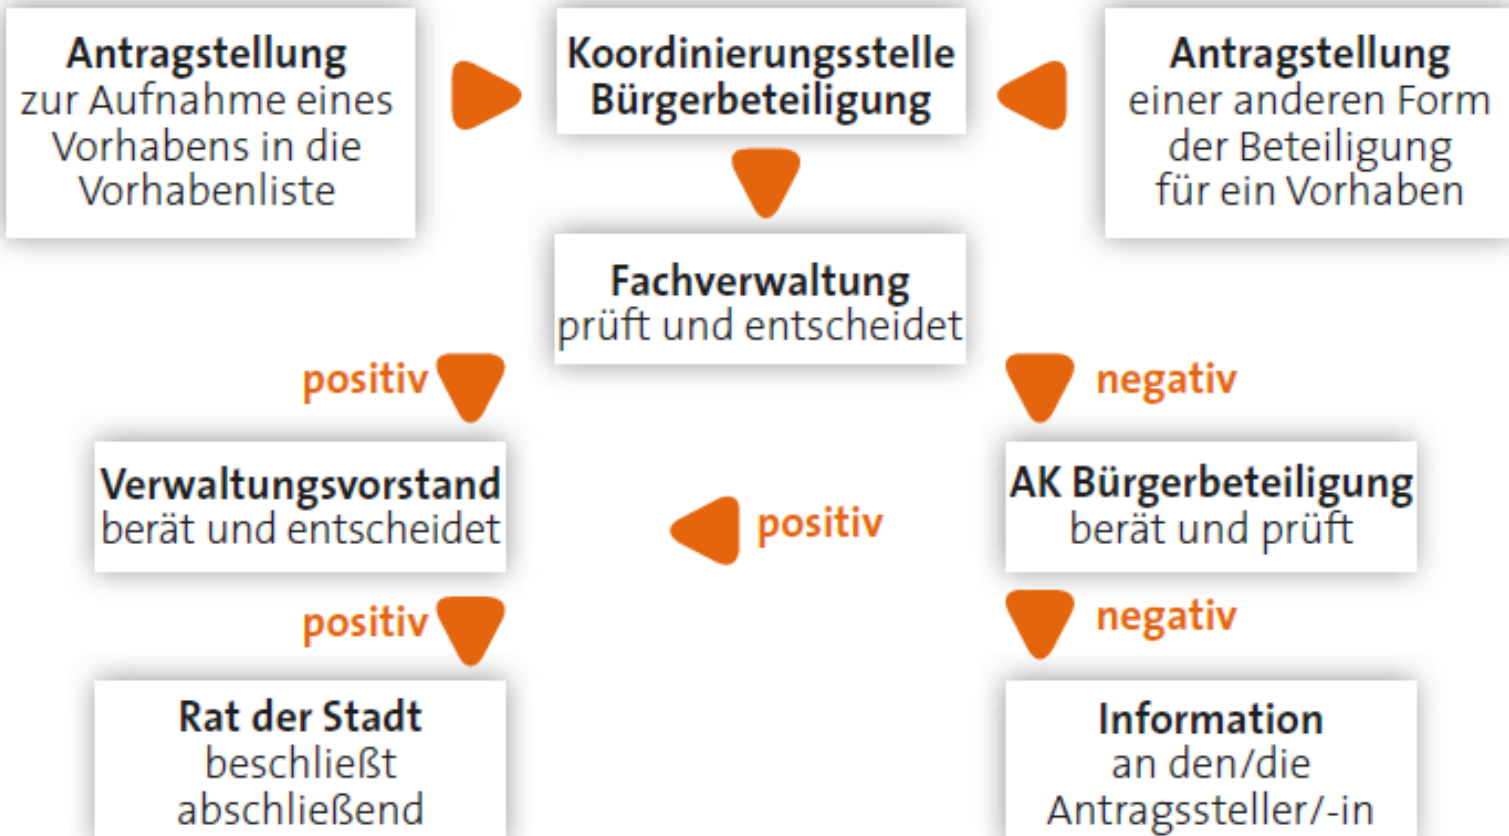 Antragstellung
zur Aufnahme eines
Vorhabens in die
Vorhabenliste
Koordinierungsstelle
Bürgerbeteiligung
Antragstellung
einer anderen Form
der Beteiligung
für ein Vorhaben
Fachverwaltung
prüft und entscheidet
positiv
negativ
Verwaltungsvorstand
berät und entscheidet
positiv
AK Bürgerbeteiligung
berät und prüft
positiv
negativ
Rat der Stadt
beschließt
abschließend
Information
an den/die
Antragssteller/-in